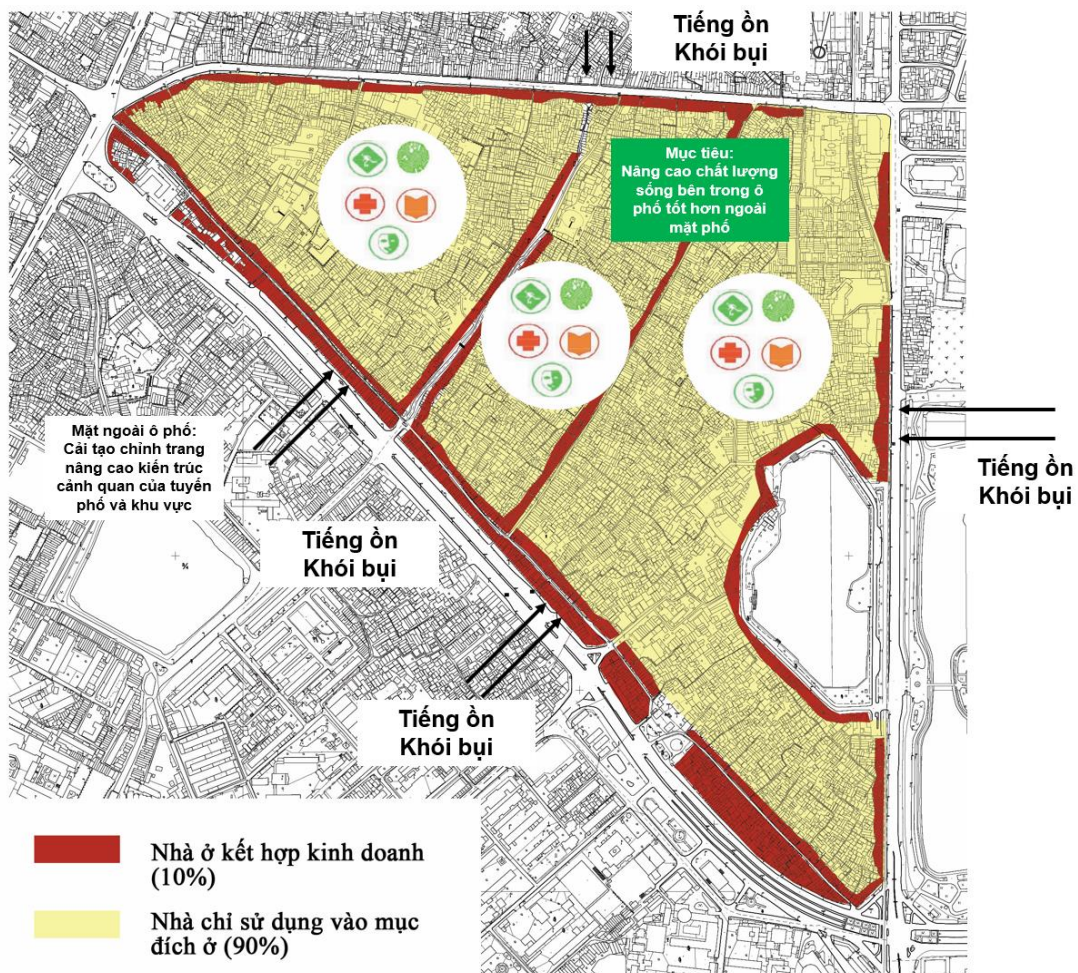 Tiếng ồn
Khói bụi
Mục tiêu:
Nâng cao chất lượng
sống bên trong ô
phố tốt hơn ngoài
mặt phố
Mặt ngoài ô phố:
Cải tạo chỉnh trang
nâng cao kiến trúc
cảnh quan của tuyến
phố và khu vực
Tiếng ồn
Khói bụi
Tiếng ồn
Khói bụi
Tiếng ồn
Khói bụi
Nhà ở kết hợp kinh doanh
(10%)
Nhà chỉ sử dụng vào mục
đích ở (90%)